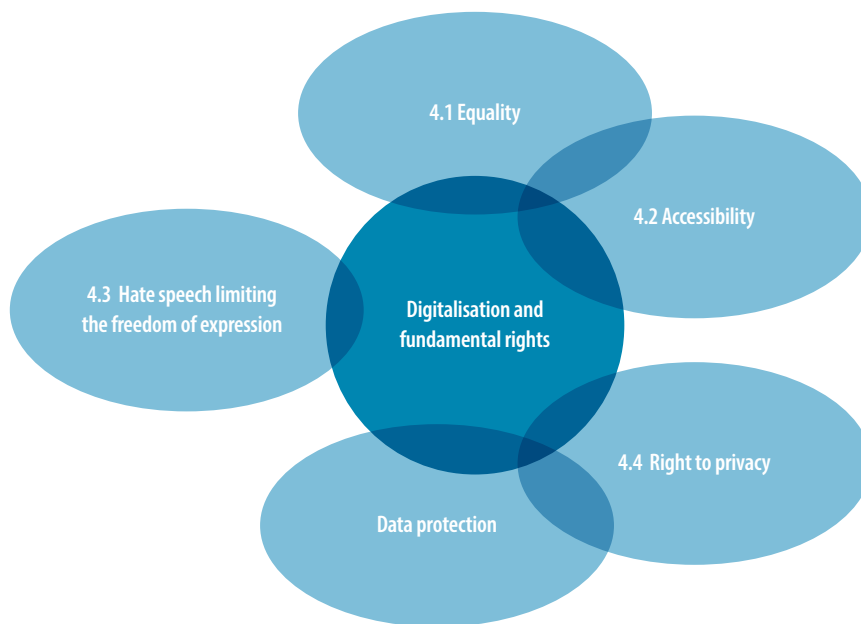 4.1 Equality
4.2 Accessibility
4.3 Hate speech limiting
the freedom of expression
Digitalisation and
fundamental rights
4.4 Right to privacy
Data protection